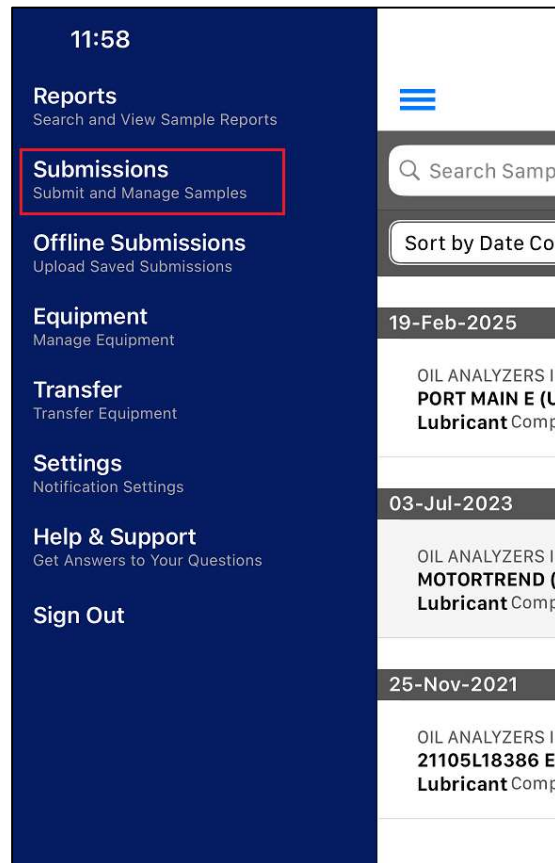 11:58
Reports
Search and View Sample Reports
Submissions
Submit and Manage Samples
Offline Submissions
Upload Saved Submissions
Equipment
Manage Equipment
Transfer
Transfer Equipment
Settings
Notification Settings
Help & Support
Get Answers to Your Questions
Sign Out
Search Samp
Sort by Date Co
19-Feb-2025
OIL ANALYZERS I
PORT MAIN E (U
Lubricant Comp
03-Jul-2023
OIL ANALYZERS I
MOTORTREND (
Lubricant Comp
25-Nov-2021
OIL ANALYZERS I
21105L18386 E
Lubricant Comp